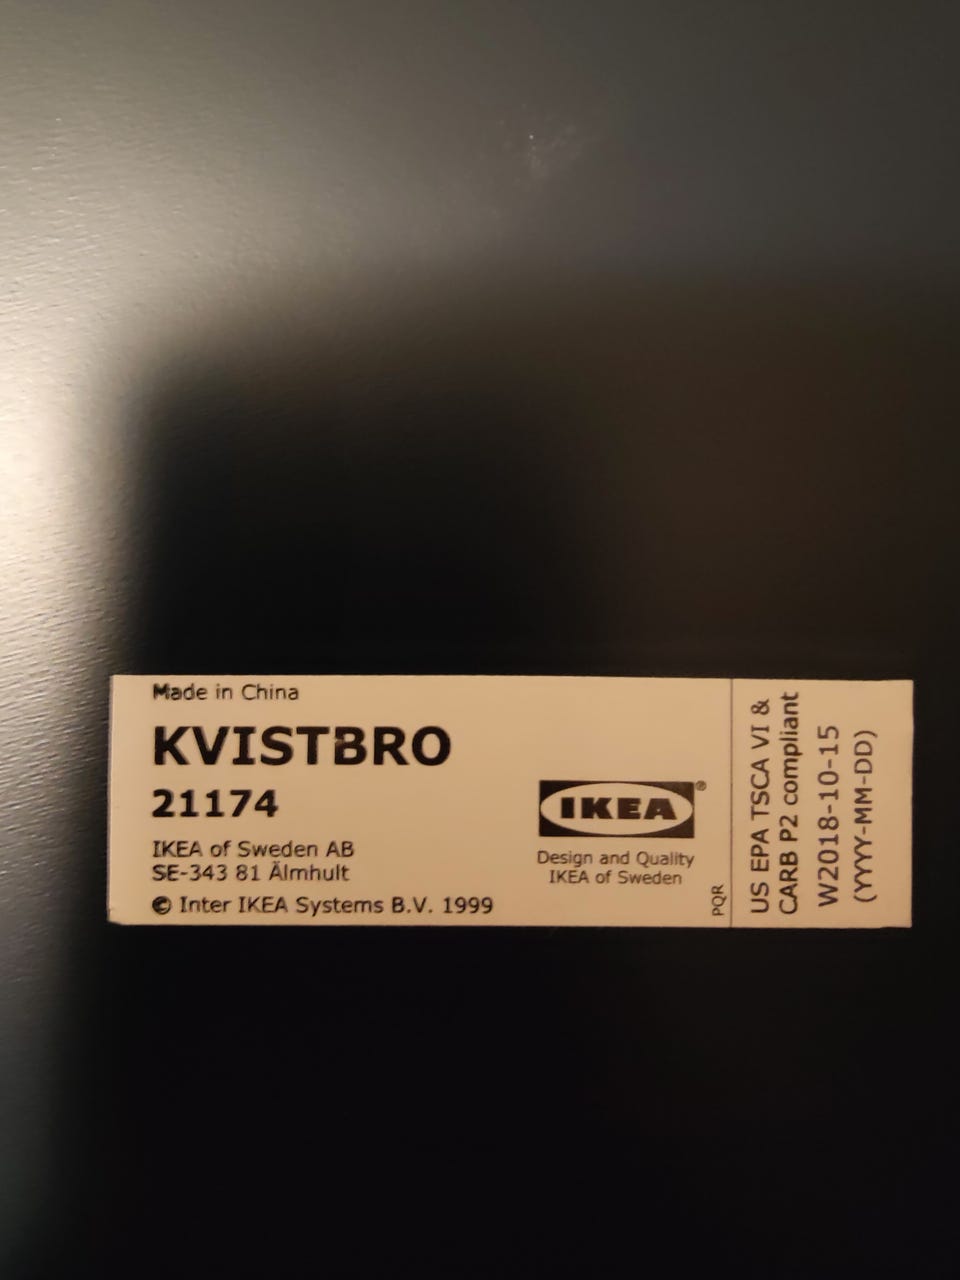 Made in China
KVISTBRO
21174
IKEA of Sweden AB
SE-343 81 Älmhult
© Inter IKEA Systems B.V. 1999
IKEA®
Design and Quality
IKEA of Sweden
PQR
US EPA TSCA VI &
CARB P2 compliant
W2018-10-15
(YYYY-MM-DD)